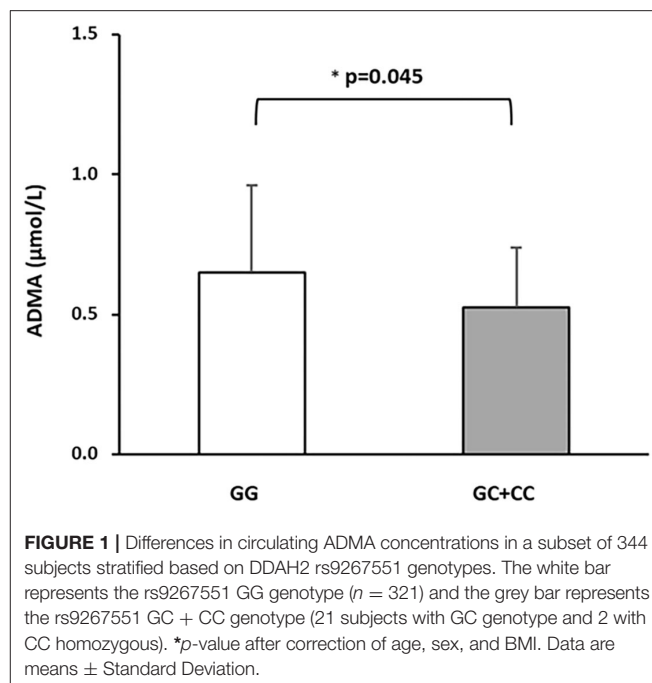 1.5
* p=0.045
1.0
ADMA (µmol/L)
0.5
0.0
GG GC+CC
FIGURE 1 | Differences in circulating ADMA concentrations in a subset of 344
subjects stratified based on DDAH2 rs9267551 genotypes. The white bar
represents the rs9267551 GG genotype (n = 321) and the grey bar represents
the rs9267551 GC + CC genotype (21 subjects with GC genotype and 2 with
CC homozygous). *p-value after correction of age, sex, and BMI. Data are
means ± Standard Deviation.